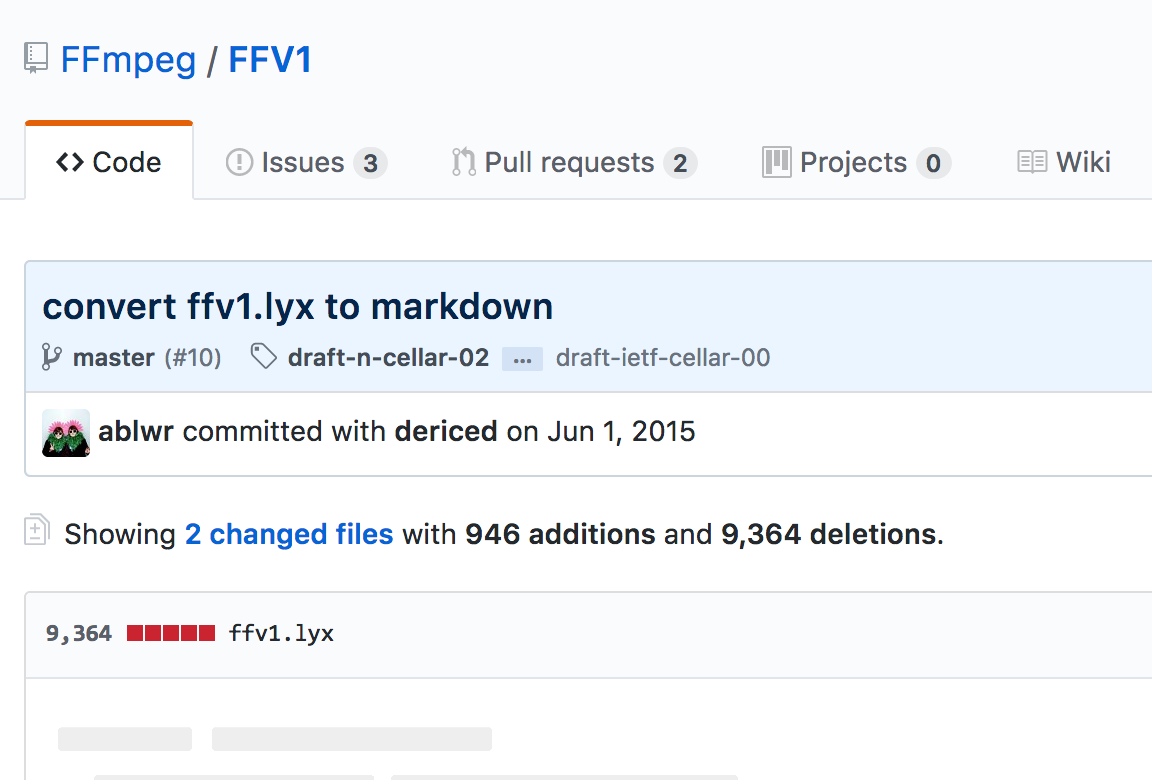 FFmpeg / FFV1
Code Issues 3 Pull requests 2 Projects 0 Wiki
convert ffv1.lyx to markdown
master (#10) draft-n-cellar-02 ... draft-ietf-cellar-00
ablwr committed with dericed on Jun 1, 2015
Showing 2 changed files with 946 additions and 9,364 deletions.
9,364 ffv1.lyx